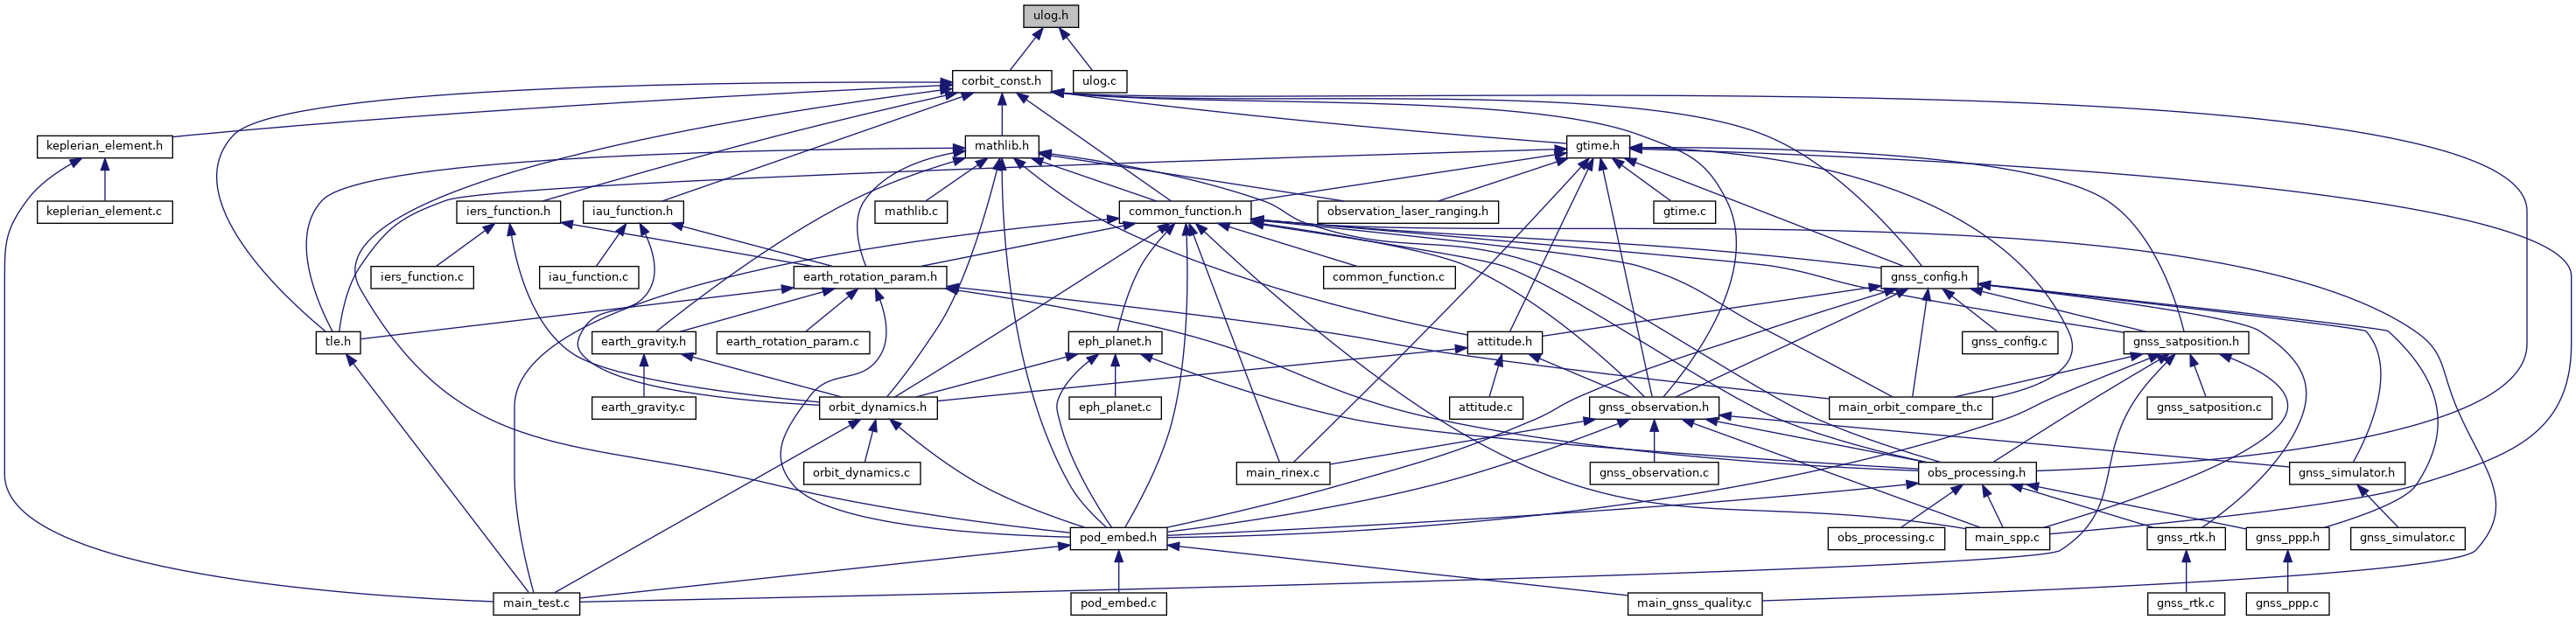 ulog.h
corbit_const.h
ulog.c
keplerian_element.h
mathlib.h
gtime.h
keplerian_element.c
iers_function.h
iau_function.h
mathlib.c
common_function.h
observation_laser_ranging.h
gtime.c
iers_function.c
iau_function.c
earth_rotation_param.h
common_function.c
gnss_config.h
tle.h
earth_gravity.h
earth_rotation_param.c
eph_planet.h
attitude.h
gnss_config.c
gnss_satposition.h
earth_gravity.c
orbit_dynamics.h
eph_planet.c
attitude.c
gnss_observation.h
main_orbit_compare_th.c
gnss_satposition.c
orbit_dynamics.c
main_rinex.c
gnss_observation.c
obs_processing.h
gnss_simulator.h
pod_embed.h
obs_processing.c
main_spp.c
gnss_rtk.h
gnss_ppp.h
gnss_simulator.c
main_test.c
pod_embed.c
main_gnss_quality.c
gnss_rtk.c
gnss_ppp.c